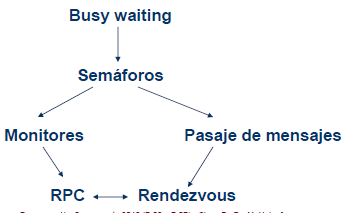 Busy waiting
Semáforos
Monitores
Pasaje de mensajes
RPC
Rendezvous